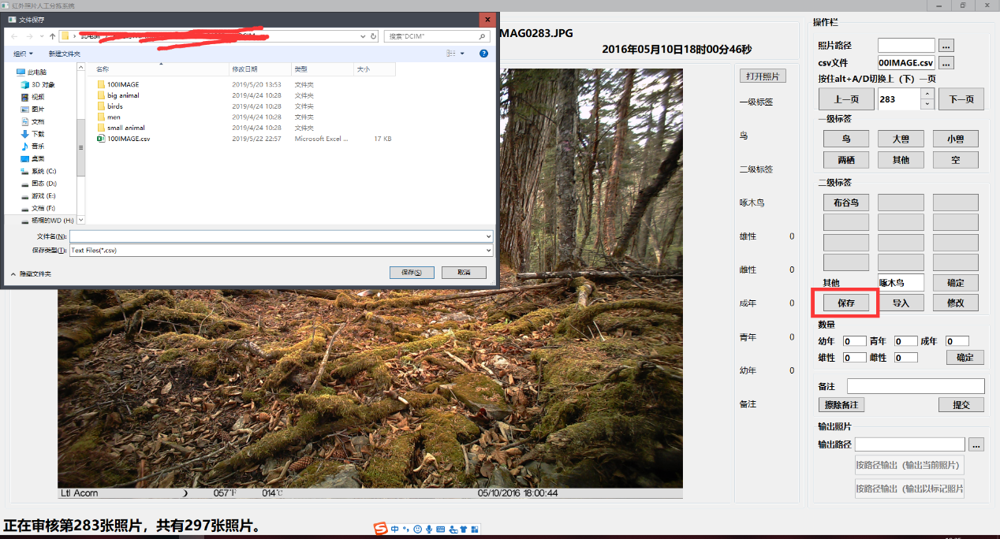 红外照片人工分拣系统
文件保存
搜索"DCIM"
组织 新建文件夹
名称 修改日期 类型 大小
此电脑
3D 对象
视频
图片
文档
下载
音乐
桌面
系统 (C:)
固态 (D:)
游戏 (E:)
文档 (F:)
杨楠的WD (H:)
100IMAGE 2019/5/20 13:53 文件夹
big animal 2019/4/24 10:28 文件夹
birds 2019/4/24 10:28 文件夹
men 2019/4/24 10:28 文件夹
small animal 2019/4/24 10:28 文件夹
100IMAGE.csv 2019/5/22 22:57 Microsoft Excel ... 17 KB
文件名(N):
保存类型(T): Text Files(*.csv)
隐藏文件夹 保存(S) 取消
MAG0283.JPG
2016年05月10日18时00分46秒
Ltl Acorn 057°F 014℃ 05/10/2016 18:00:44
打开照片
一级标签
鸟
二级标签
啄木鸟
雄性 0
雌性 0
成年 0
青年 0
幼年 0
备注
操作栏
照片路径 ...
csv文件 00IMAGE.csv ...
按住alt+A/D切换上（下）一页
上一页 283 下一页
一级标签
鸟 大兽 小兽
两栖 其他 空
二级标签
布谷鸟
其他 啄木鸟 确定
保存 导入 修改
数量
幼年 0 青年 0 成年 0
雄性 0 雌性 0 确定
备注
擦除备注 提交
输出照片
输出路径 ...
按路径输出（输出当前照片）
按路径输出（输出以标记照片
正在审核第283张照片，共有297张照片。
中